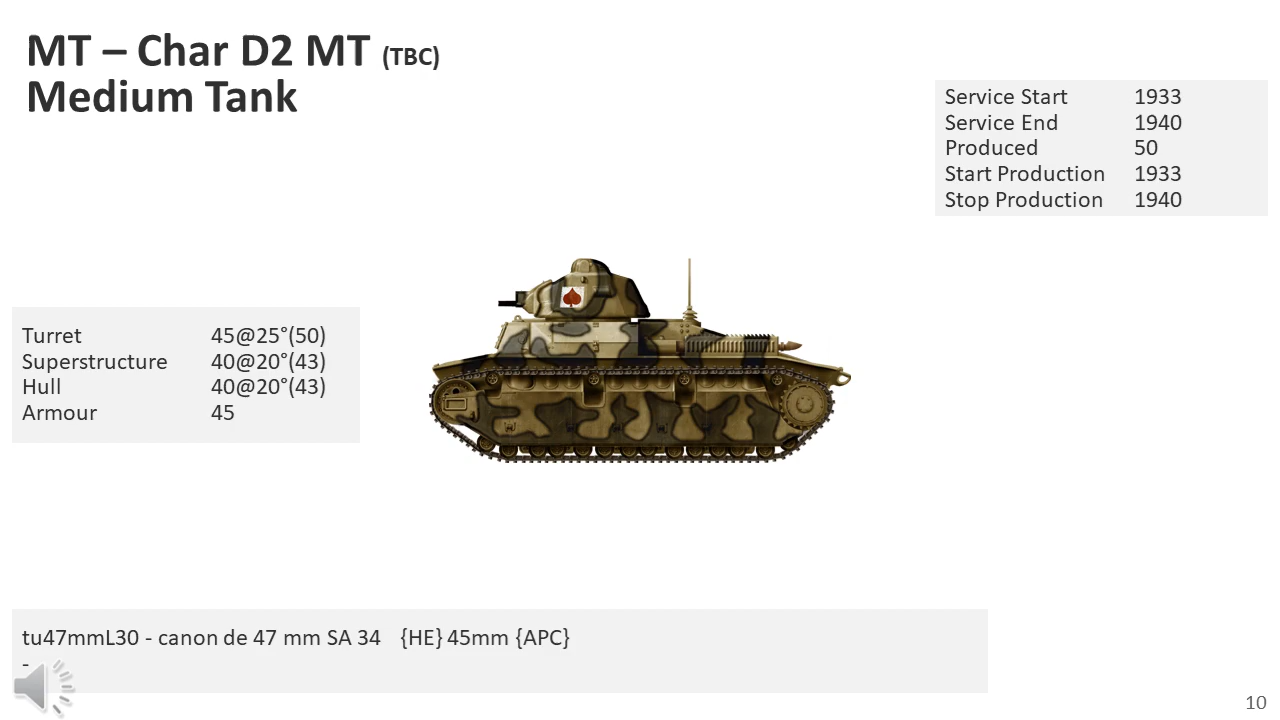 MT – Char D2 MT (TBC)
Medium Tank
Service Start 1933
Service End 1940
Produced 50
Start Production 1933
Stop Production 1940
Turret 45@25°(50)
Superstructure 40@20°(43)
Hull 40@20°(43)
Armour 45
tu47mmL30 - canon de 47 mm SA 34 {HE} 45mm {APC}
-
10